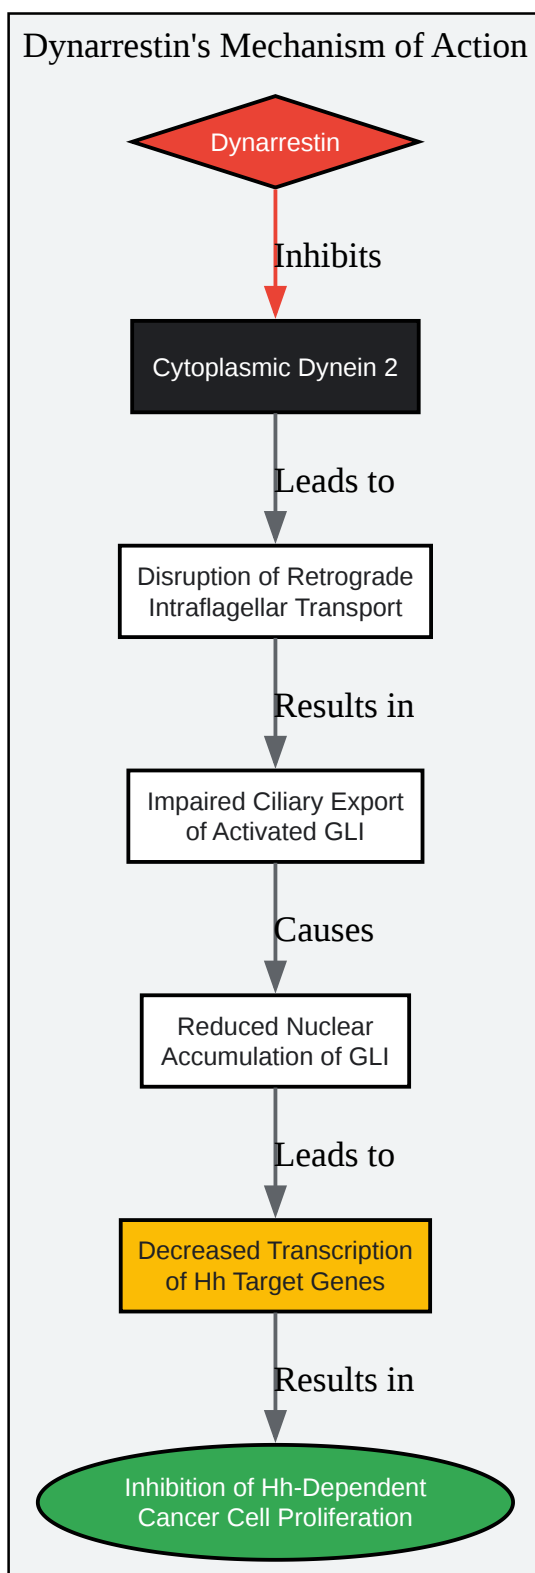 Dynarrestin's Mechanism of Action
Dynarrestin
Inhibits
Cytoplasmic Dynein 2
Leads to
Disruption of Retrograde
Intraflagellar Transport
Results in
Impaired Ciliary Export
of Activated GLI
Causes
Reduced Nuclear
Accumulation of GLI
Leads to
Decreased Transcription
of Hh Target Genes
Results in
Inhibition of Hh-Dependent
Cancer Cell Proliferation